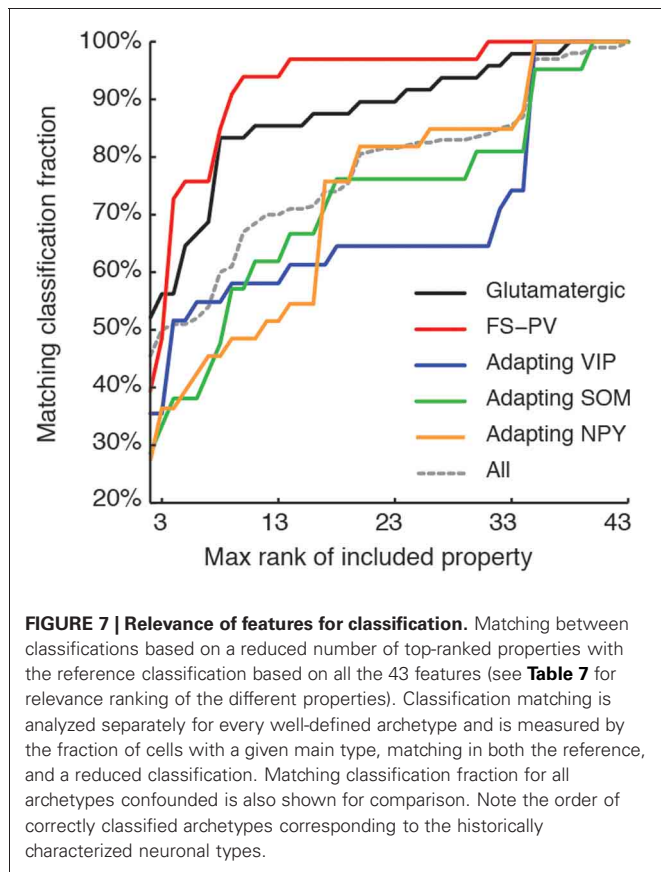 100%
90%
80%
70%
60%
50%
40%
30%
20%
Matching classification fraction
Glutamatergic
FS−PV
Adapting VIP
Adapting SOM
Adapting NPY
All
3 13 23 33 43
Max rank of included property
FIGURE 7 | Relevance of features for classification. Matching between
classifications based on a reduced number of top-ranked properties with
the reference classification based on all the 43 features (see Table 7 for
relevance ranking of the different properties). Classification matching is
analyzed separately for every well-defined archetype and is measured by
the fraction of cells with a given main type, matching in both the reference,
and a reduced classification. Matching classification fraction for all
archetypes confounded is also shown for comparison. Note the order of
correctly classified archetypes corresponding to the historically
characterized neuronal types.